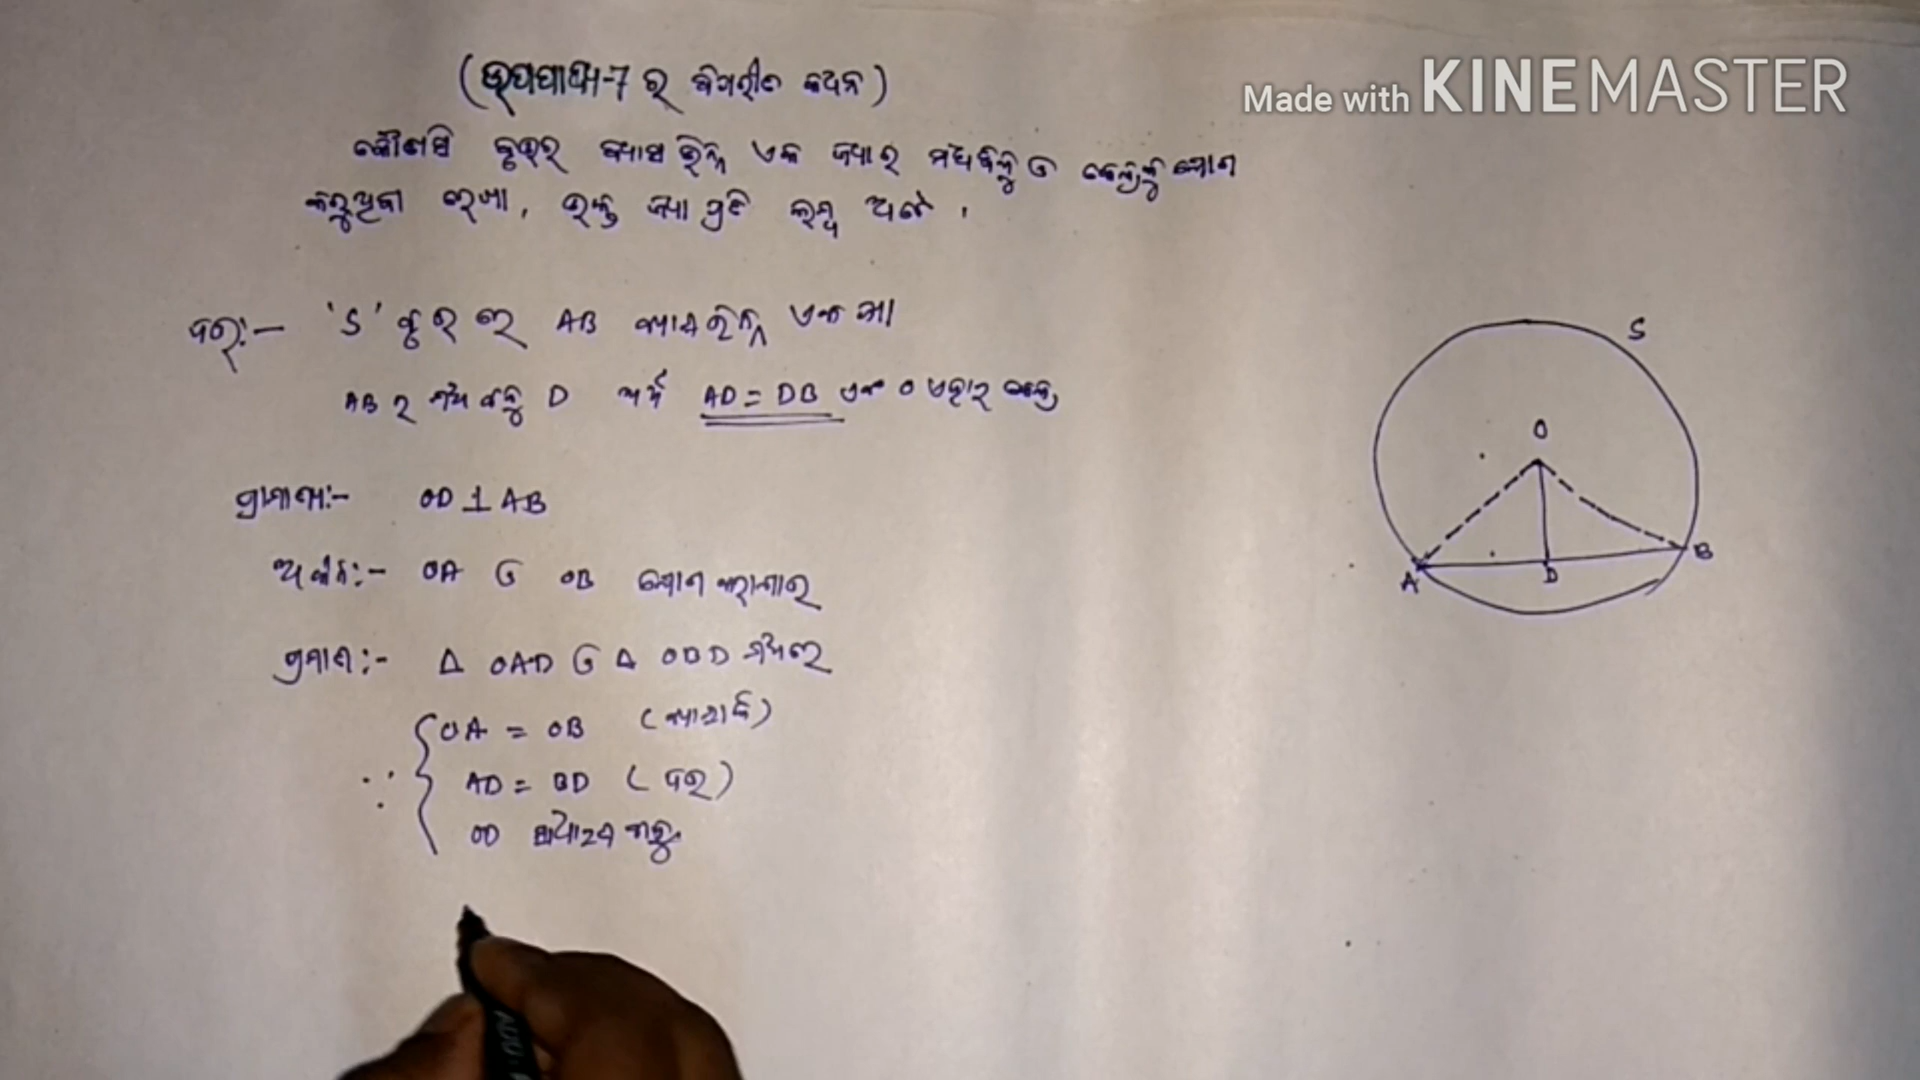 (ଉପପାଦ୍ୟ-7 ର ବିପରୀତ କଥନ)
Made with KINEMASTER
କୌଣସି ବୃତ୍ତର ବ୍ୟାସ ଭିନ୍ନ ଏକ ଜ୍ୟାର ମଧ୍ୟବିନ୍ଦୁ ଓ କେନ୍ଦ୍ରକୁ ଯୋଗ
କରୁଥିବା ରେଖା, ଉକ୍ତ ଜ୍ୟା ପ୍ରତି ଲମ୍ବ ଅଟେ ।
ଦତ୍ତ:- 'S' ବୃତ୍ତରେ AB ବ୍ୟାସଭିନ୍ନ ଏକ ଜ୍ୟା
AB ର ମଧ୍ୟବିନ୍ଦୁ D ଅର୍ଥାତ୍ AD = DB ଏବଂ O ଏହାର କେନ୍ଦ୍ର
ପ୍ରାମାଣ୍ୟ:- OD ⊥ AB
ଅଙ୍କନ:- OA ଓ OB ଯୋଗ କରାଗାଉ
ପ୍ରମାଣ:- Δ OAD ଓ Δ OBD ମଧ୍ୟରେ
∵ { OA = OB (ବ୍ୟାସାର୍ଦ୍ଧ)
AD = BD (ଦତ୍ତ)
OD ସାଧାରଣ ବାହୁ
S
O
A
D
B